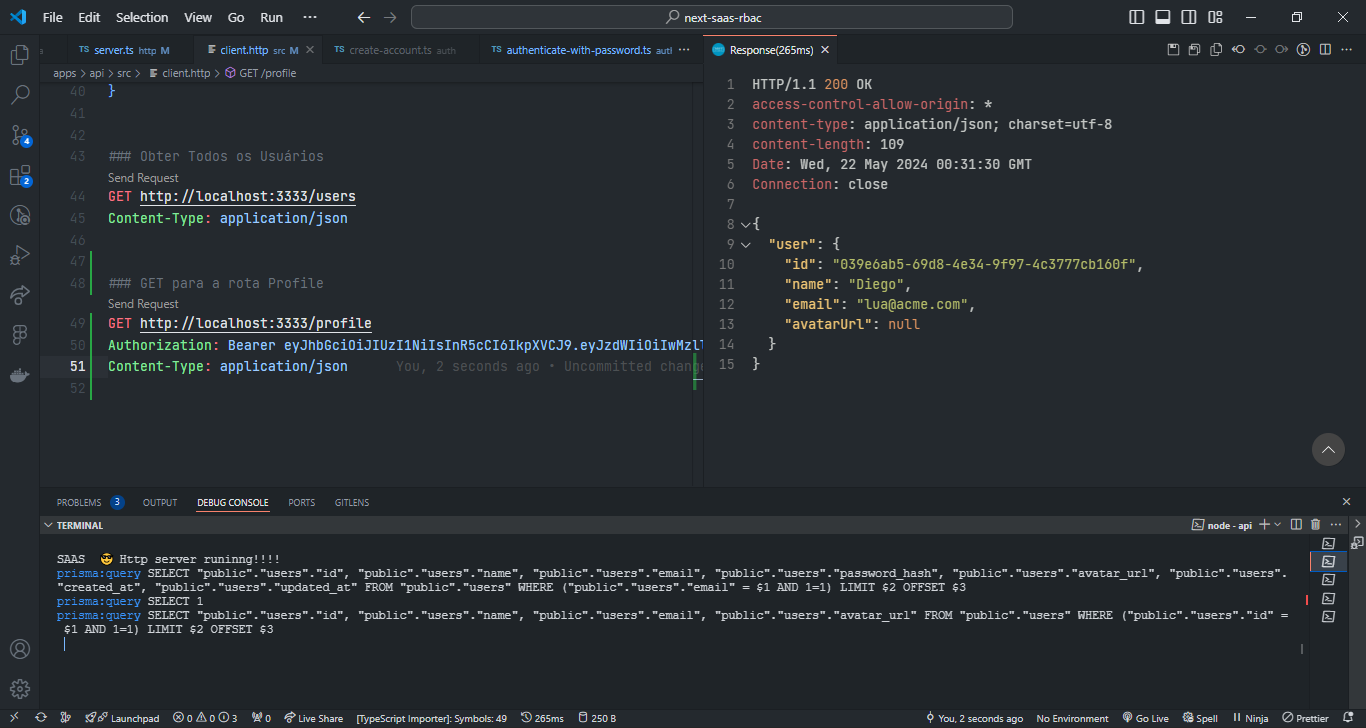 File Edit Selection View Go Run ··· next-saas-rbac
TS server.ts http M client.http src M TS create-account.ts auth TS authenticate-with-password.ts autl ··· Response(265ms)
apps > api > src > client.http > GET /profile
40 }
41
42
43 ### Obter Todos os Usuários
Send Request
44 GET http://localhost:3333/users
45 Content-Type: application/json
46
47
48 ### GET para a rota Profile
Send Request
49 GET http://localhost:3333/profile
50 Authorization: Bearer eyJhbGciOiJIUzI1NiIsInR5cCI6IkpXVCJ9.eyJzdWIiOiIwMzl
51 Content-Type: application/json You, 2 seconds ago • Uncommitted chang
52
1 HTTP/1.1 200 OK
2 access-control-allow-origin: *
3 content-type: application/json; charset=utf-8
4 content-length: 109
5 Date: Wed, 22 May 2024 00:31:30 GMT
6 Connection: close
7
8 {
9 "user": {
10 "id": "039e6ab5-69d8-4e34-9f97-4c3777cb160f",
11 "name": "Diego",
12 "email": "lua@acme.com",
13 "avatarUrl": null
14 }
15 }
4
2
PROBLEMS 3 OUTPUT DEBUG CONSOLE PORTS GITLENS
TERMINAL node - api
SAAS 😎 Http server runinng!!!!
prisma:query SELECT "public"."users"."id", "public"."users"."name", "public"."users"."email", "public"."users"."password_hash", "public"."users"."avatar_url", "public"."users".
"created_at", "public"."users"."updated_at" FROM "public"."users" WHERE ("public"."users"."email" = $1 AND 1=1) LIMIT $2 OFFSET $3
prisma:query SELECT 1
prisma:query SELECT "public"."users"."id", "public"."users"."name", "public"."users"."email", "public"."users"."avatar_url" FROM "public"."users" WHERE ("public"."users"."id" =
$1 AND 1=1) LIMIT $2 OFFSET $3
Launchpad 0 0 3 0 Live Share [TypeScript Importer]: Symbols: 49 265ms 250 B You, 2 seconds ago No Environment Go Live Spell Ninja Prettier